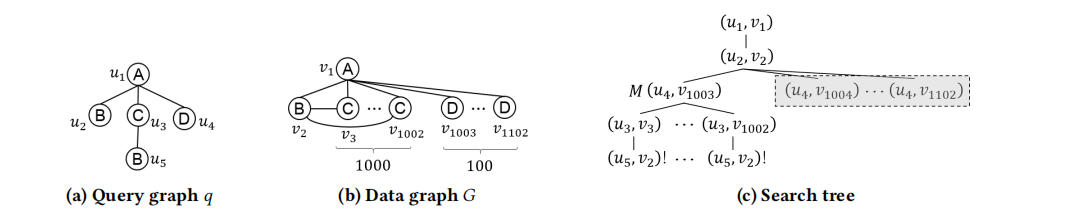 u1 A
u2 B
C u3
D u4
B u5
(a) Query graph q
v1 A
B
C ⋯ C
D ⋯ D
v2
v3
v1002
v1003
v1102
1000
100
(b) Data graph G
(u1, v1)
(u2, v2)
M (u4, v1003)
(u4, v1004) ⋯ (u4, v1102)
(u3, v3) ⋯ (u3, v1002)
(u5, v2)! ⋯ (u5, v2)!
(c) Search tree